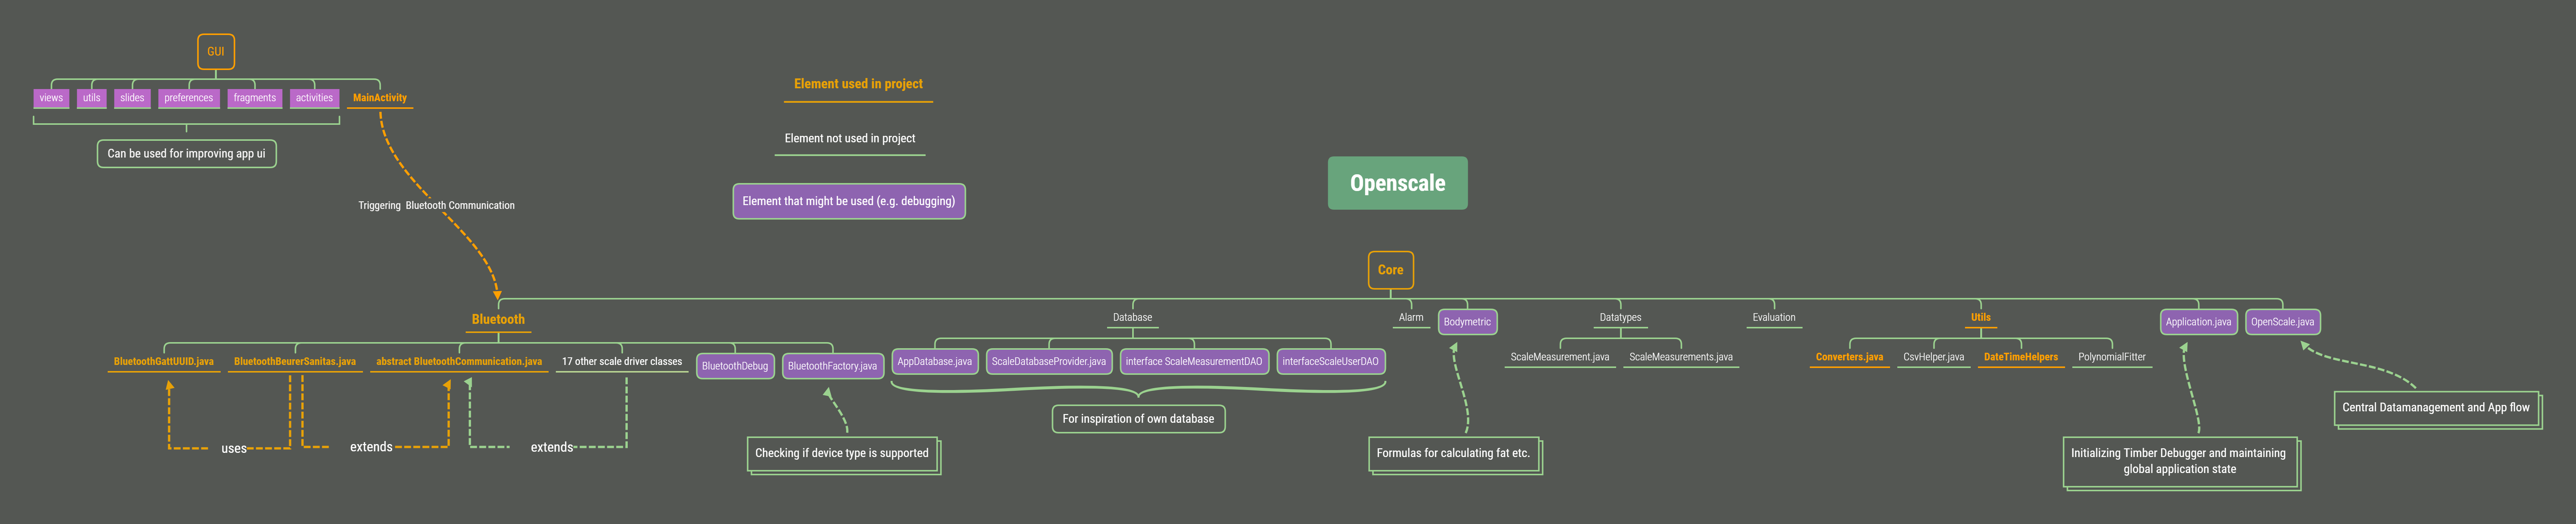 GUI
views
utils
slides
preferences
fragments
activities
MainActivity
Can be used for improving app ui
Triggering  Bluetooth Communication
Element used in project
Element not used in project
Element that might be used (e.g. debugging)
Openscale
Core
Bluetooth
Database
Alarm
Bodymetric
Datatypes
Evaluation
Utils
Application.java
OpenScale.java
BluetoothGattUUID.java
BluetoothBeurerSanitas.java
abstract BluetoothCommunication.java
17 other scale driver classes
BluetoothDebug
BluetoothFactory.java
AppDatabase.java
ScaleDatabaseProvider.java
interface ScaleMeasurementDAO
interfaceScaleUserDAO
ScaleMeasurement.java
ScaleMeasurements.java
Converters.java
CsvHelper.java
DateTimeHelpers
PolynomialFitter
uses
extends
extends
Checking if device type is supported
For inspiration of own database
Formulas for calculating fat etc.
Initializing Timber Debugger and maintaining
global application state
Central Datamanagement and App flow